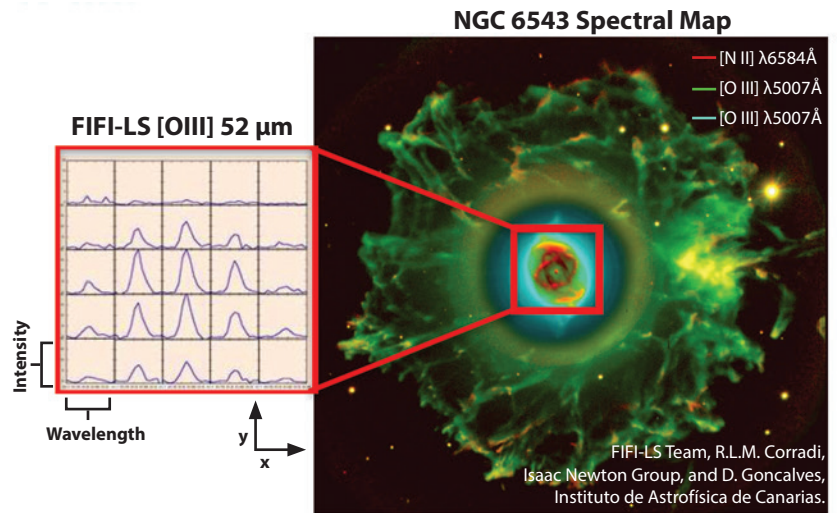 NGC 6543 Spectral Map
[N II] λ6584Å
[O III] λ5007Å
[O III] λ5007Å
FIFI-LS [OIII] 52 μm
Intensity
Wavelength
y
x
FIFI-LS Team, R.L.M. Corradi,
Isaac Newton Group, and D. Goncalves,
Instituto de Astrofísica de Canarias.